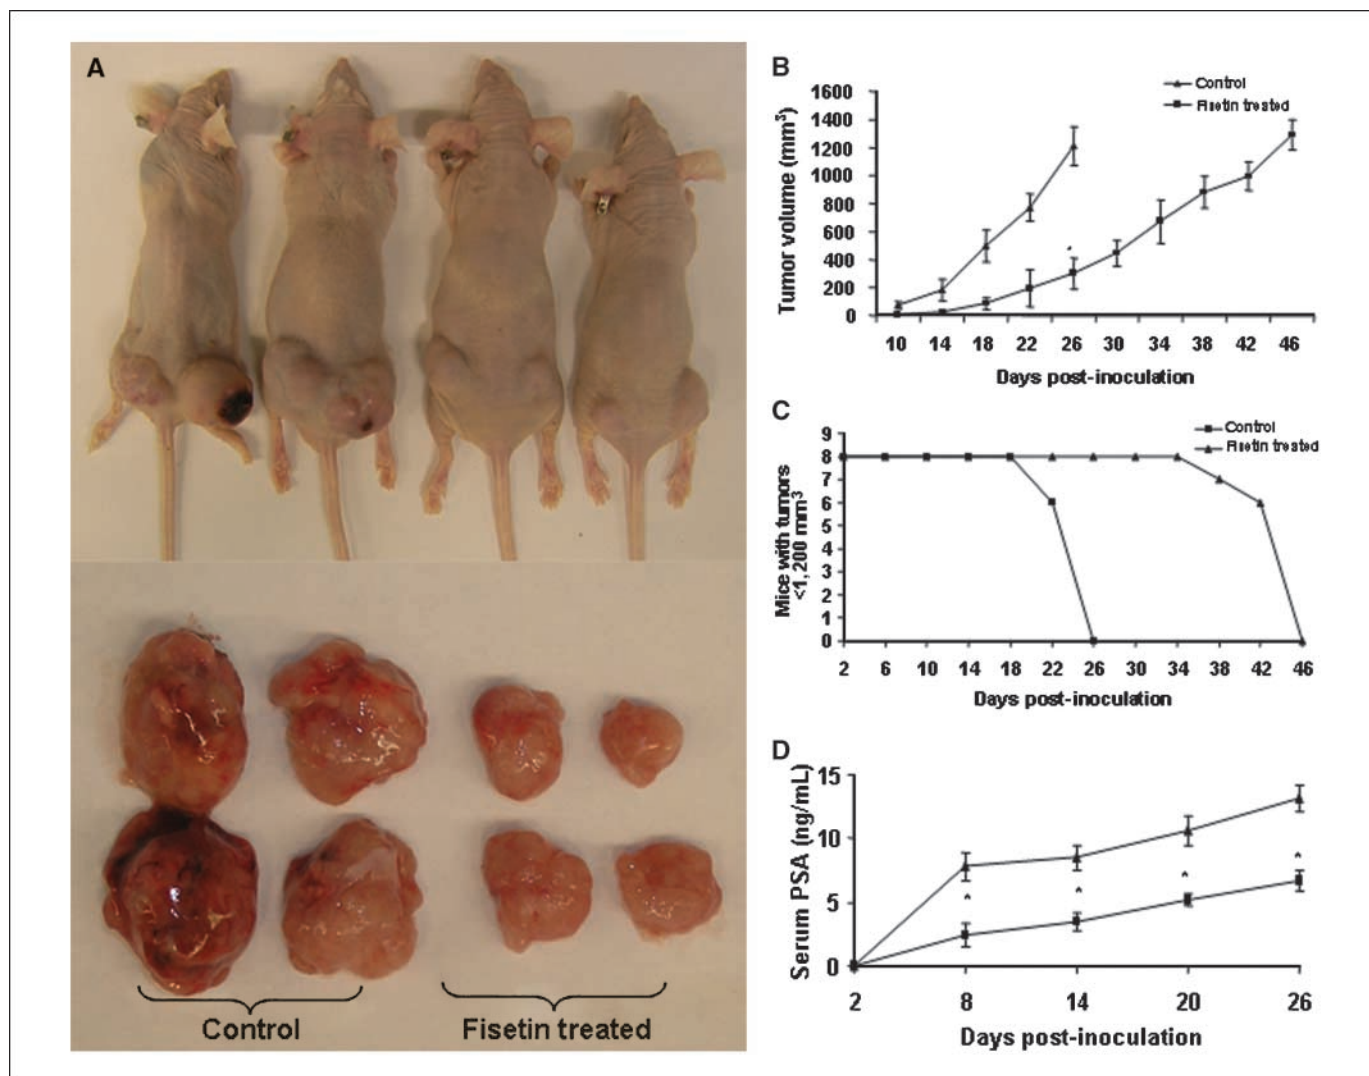 A
Control
Fisetin treated
B
Control
Fisetin treated
Tumor volume (mm³)
1600
1400
1200
1000
800
600
400
200
0
10 14 18 22 26 30 34 38 42 46
Days post-inoculation
C
Control
Fisetin treated
Mice with tumors
<1,200 mm³
9
8
7
6
5
4
3
2
1
0
2 6 10 14 18 22 26 30 34 38 42 46
Days post-inoculation
D
Serum PSA (ng/mL)
15
10
5
0
2 8 14 20 26
Days post-inoculation